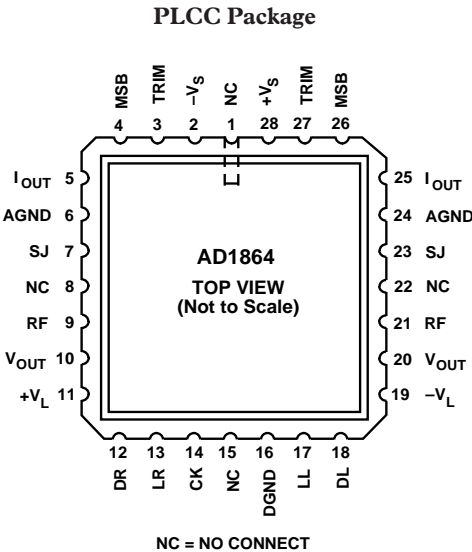 PLCC Package
MSB TRIM –VS NC +VS TRIM MSB
4 3 2 1 28 27 26
IOUT 5 25 IOUT
AGND 6 24 AGND
SJ 7 23 SJ
NC 8 22 NC
RF 9 21 RF
VOUT 10 20 VOUT
+VL 11 19 –VL
AD1864
TOP VIEW
(Not to Scale)
12 13 14 15 16 17 18
DR LR CK NC DGND LL DL
NC = NO CONNECT